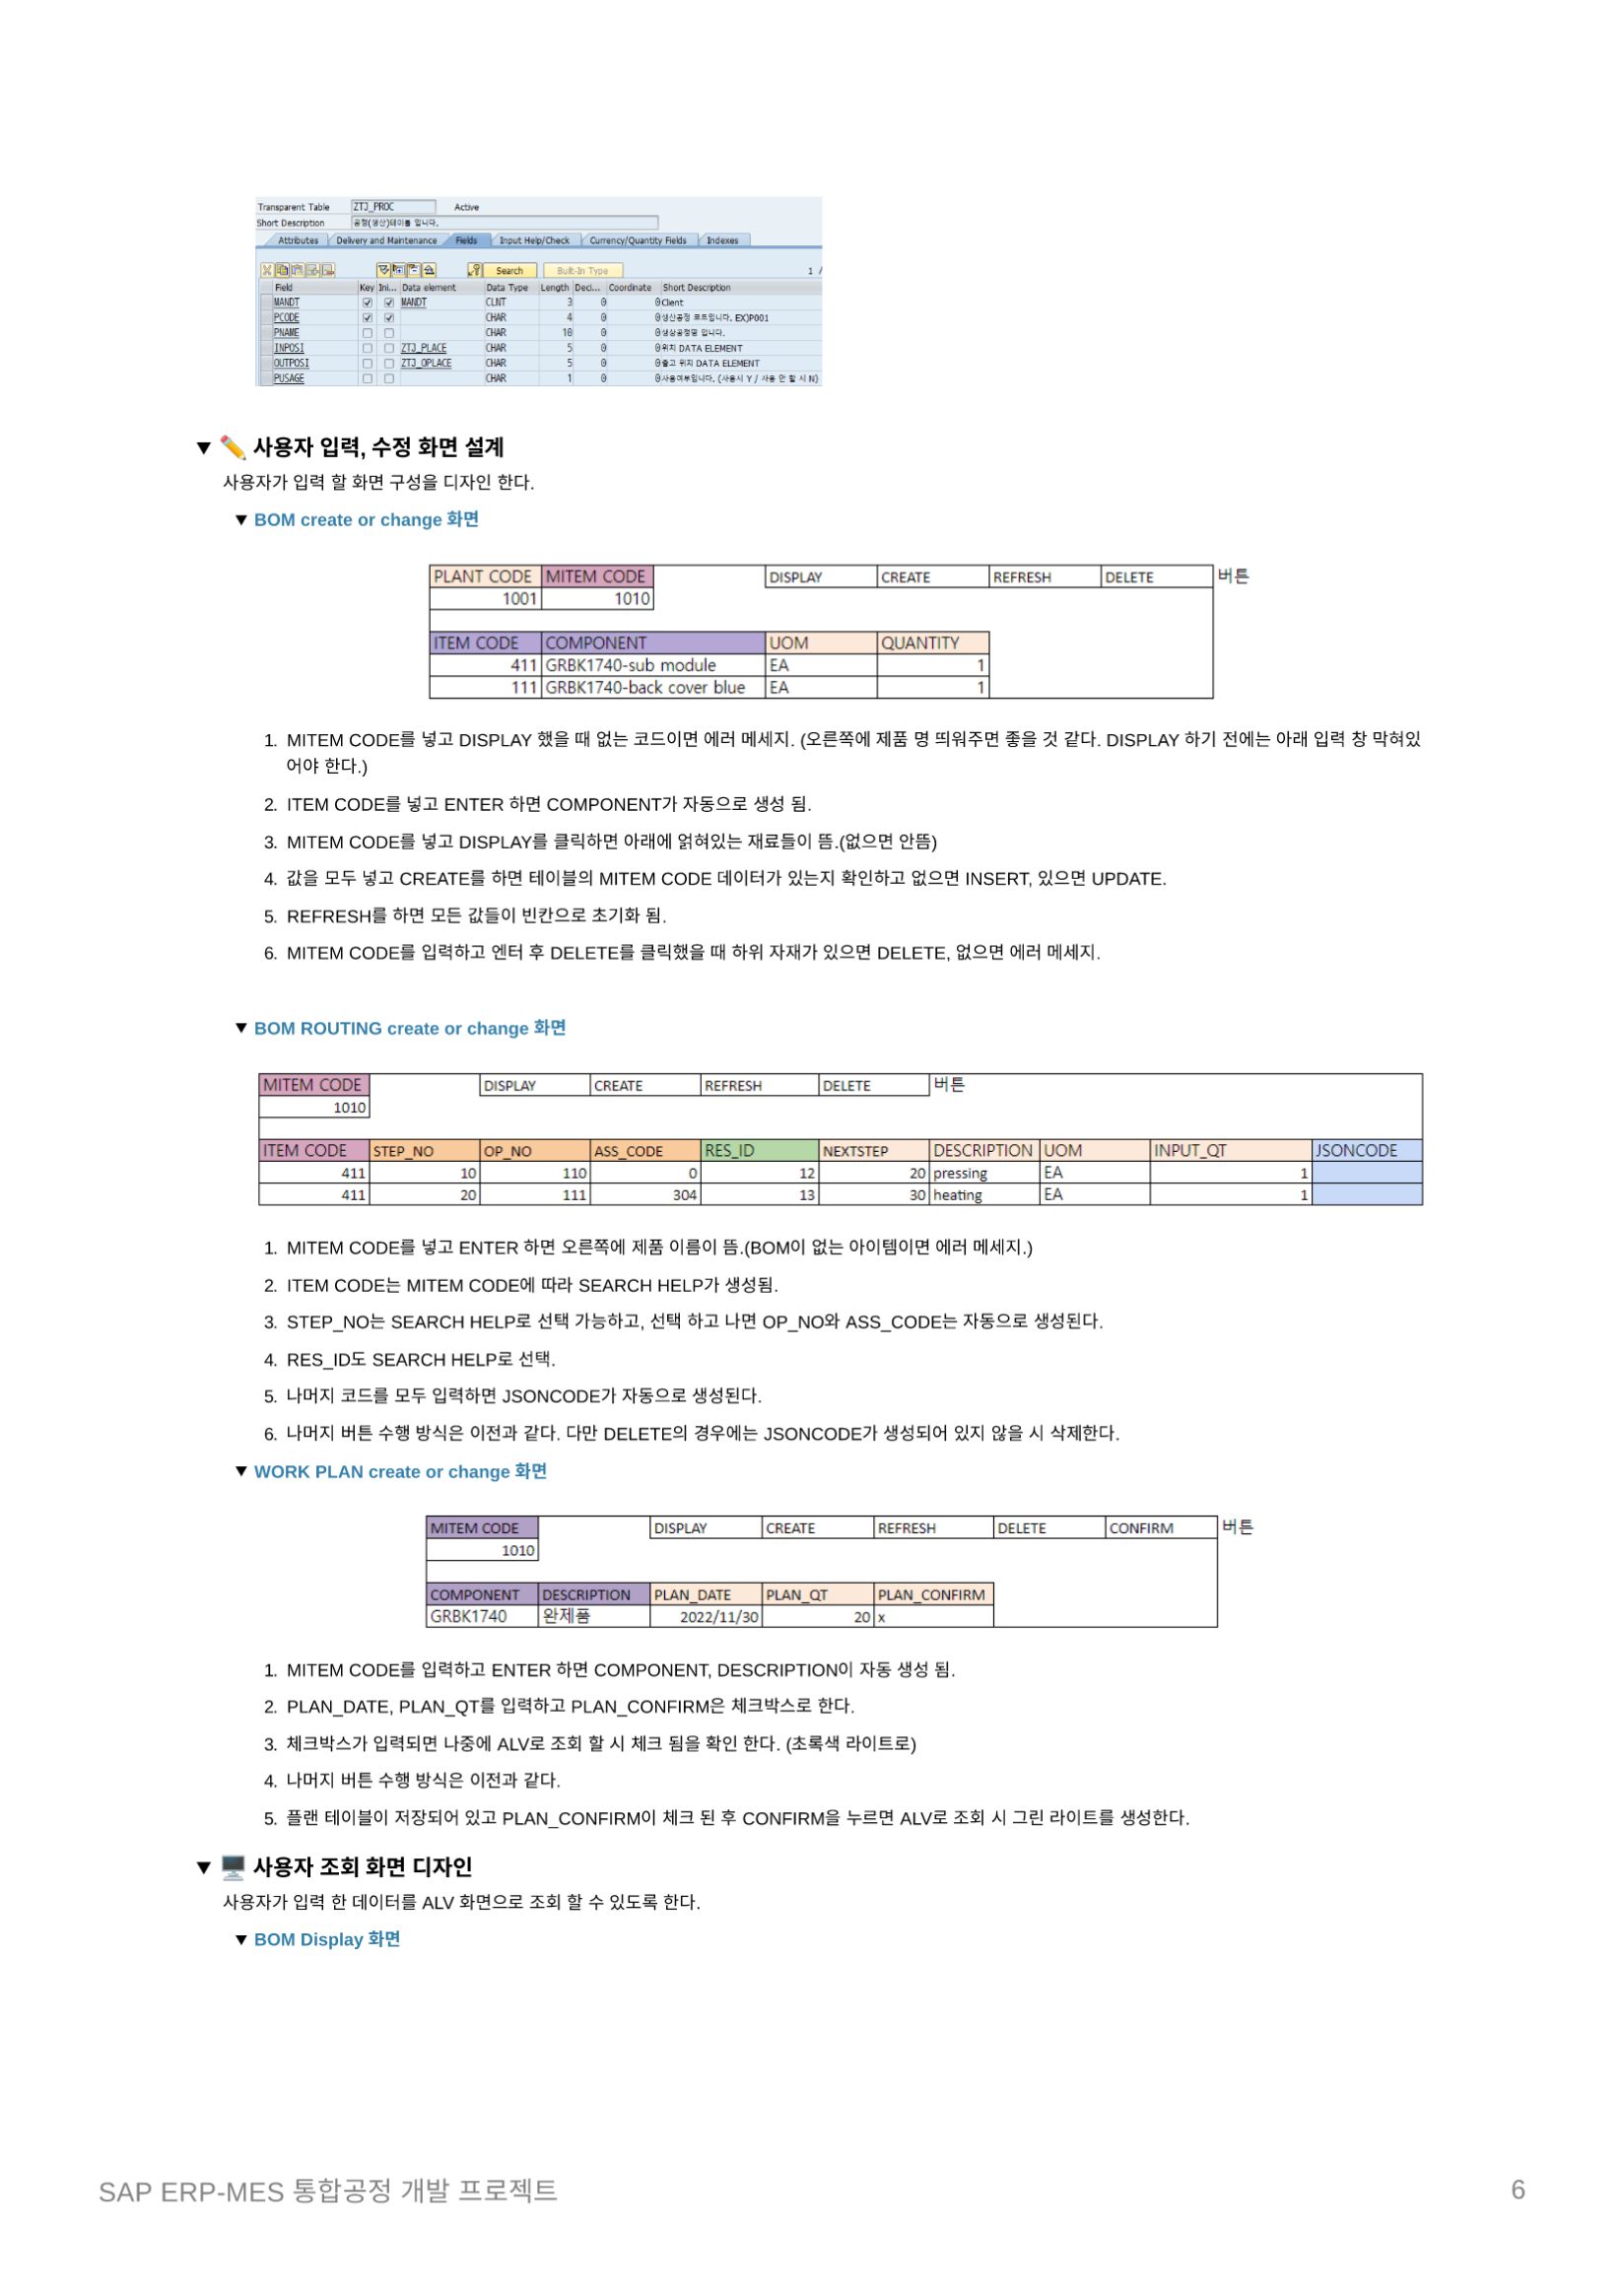 Transparent Table ZTJ_PROC Active
Short Description 공정(생산)테이블 입니다.
Attributes Delivery and Maintenance Fields Input Help/Check Currency/Quantity Fields Indexes
Search Built-In Type 1 /
Field Key Ini... Data element Data Type Length Deci... Coordinate Short Description
MANDT MANDT CLNT 3 0 0 Client
PCODE CHAR 4 0 0 생산공정 코드입니다. EX)P001
PNAME CHAR 10 0 0 생상공정명 입니다.
INPOSI ZTJ_PLACE CHAR 5 0 0 위치 DATA ELEMENT
OUTPOSI ZTJ_OPLACE CHAR 5 0 0 출고 위치 DATA ELEMENT
PUSAGE CHAR 1 0 0 사용여부입니다. (사용시 Y / 사용 안 할 시 N)
▼ ✏️ 사용자 입력, 수정 화면 설계
사용자가 입력 할 화면 구성을 디자인 한다.
▼ BOM create or change 화면
PLANT CODE MITEM CODE DISPLAY CREATE REFRESH DELETE 버튼
1001 1010
ITEM CODE COMPONENT UOM QUANTITY
411 GRBK1740-sub module EA 1
111 GRBK1740-back cover blue EA 1
1. MITEM CODE를 넣고 DISPLAY 했을 때 없는 코드이면 에러 메세지. (오른쪽에 제품 명 띄워주면 좋을 것 같다. DISPLAY 하기 전에는 아래 입력 창 막혀있
어야 한다.)
2. ITEM CODE를 넣고 ENTER 하면 COMPONENT가 자동으로 생성 됨.
3. MITEM CODE를 넣고 DISPLAY를 클릭하면 아래에 얽혀있는 재료들이 뜸.(없으면 안뜸)
4. 값을 모두 넣고 CREATE를 하면 테이블의 MITEM CODE 데이터가 있는지 확인하고 없으면 INSERT, 있으면 UPDATE.
5. REFRESH를 하면 모든 값들이 빈칸으로 초기화 됨.
6. MITEM CODE를 입력하고 엔터 후 DELETE를 클릭했을 때 하위 자재가 있으면 DELETE, 없으면 에러 메세지.
▼ BOM ROUTING create or change 화면
MITEM CODE DISPLAY CREATE REFRESH DELETE 버튼
1010
ITEM CODE STEP_NO OP_NO ASS_CODE RES_ID NEXTSTEP DESCRIPTION UOM INPUT_QT JSONCODE
411 10 110 0 12 20 pressing EA 1
411 20 111 304 13 30 heating EA 1
1. MITEM CODE를 넣고 ENTER 하면 오른쪽에 제품 이름이 뜸.(BOM이 없는 아이템이면 에러 메세지.)
2. ITEM CODE는 MITEM CODE에 따라 SEARCH HELP가 생성됨.
3. STEP_NO는 SEARCH HELP로 선택 가능하고, 선택 하고 나면 OP_NO와 ASS_CODE는 자동으로 생성된다.
4. RES_ID도 SEARCH HELP로 선택.
5. 나머지 코드를 모두 입력하면 JSONCODE가 자동으로 생성된다.
6. 나머지 버튼 수행 방식은 이전과 같다. 다만 DELETE의 경우에는 JSONCODE가 생성되어 있지 않을 시 삭제한다.
▼ WORK PLAN create or change 화면
MITEM CODE DISPLAY CREATE REFRESH DELETE CONFIRM 버튼
1010
COMPONENT DESCRIPTION PLAN_DATE PLAN_QT PLAN_CONFIRM
GRBK1740 완제품 2022/11/30 20 x
1. MITEM CODE를 입력하고 ENTER 하면 COMPONENT, DESCRIPTION이 자동 생성 됨.
2. PLAN_DATE, PLAN_QT를 입력하고 PLAN_CONFIRM은 체크박스로 한다.
3. 체크박스가 입력되면 나중에 ALV로 조회 할 시 체크 됨을 확인 한다. (초록색 라이트로)
4. 나머지 버튼 수행 방식은 이전과 같다.
5. 플랜 테이블이 저장되어 있고 PLAN_CONFIRM이 체크 된 후 CONFIRM을 누르면 ALV로 조회 시 그린 라이트를 생성한다.
▼ 🖥️ 사용자 조회 화면 디자인
사용자가 입력 한 데이터를 ALV 화면으로 조회 할 수 있도록 한다.
▼ BOM Display 화면
SAP ERP-MES 통합공정 개발 프로젝트 6